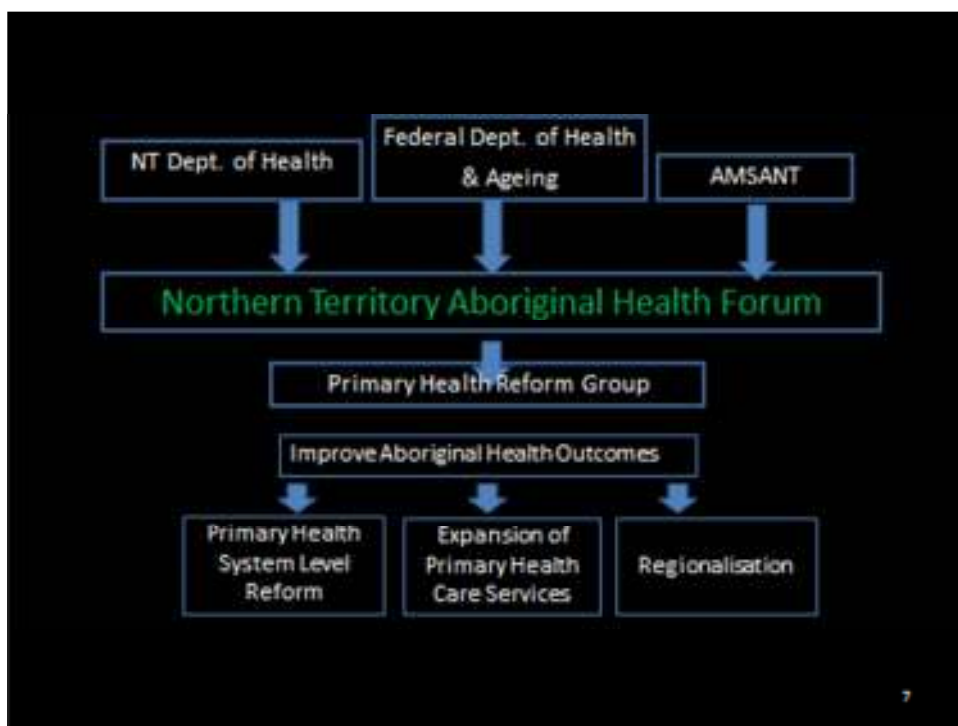 NT Dept. of Health
Federal Dept. of Health
& Ageing
AMSANT
Northern Territory Aboriginal Health Forum
Primary Health Reform Group
Improve Aboriginal Health Outcomes
Primary Health
System Level
Reform
Expansion of
Primary Health
Care Services
Regionalisation
7